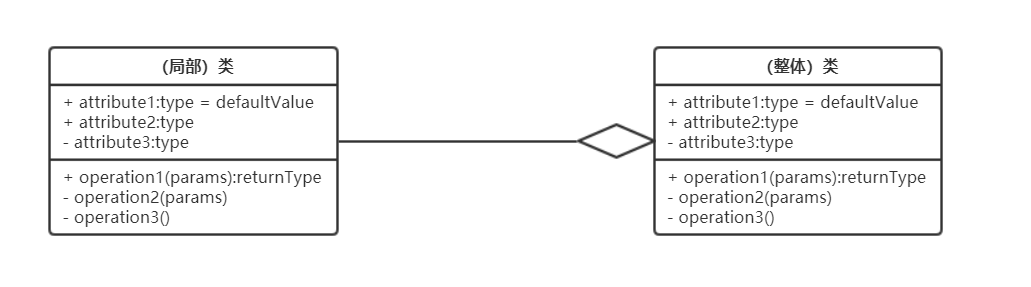 （局部）类
+ attribute1:type = defaultValue
+ attribute2:type
- attribute3:type
+ operation1(params):returnType
- operation2(params)
- operation3()
（整体）类
+ attribute1:type = defaultValue
+ attribute2:type
- attribute3:type
+ operation1(params):returnType
- operation2(params)
- operation3()